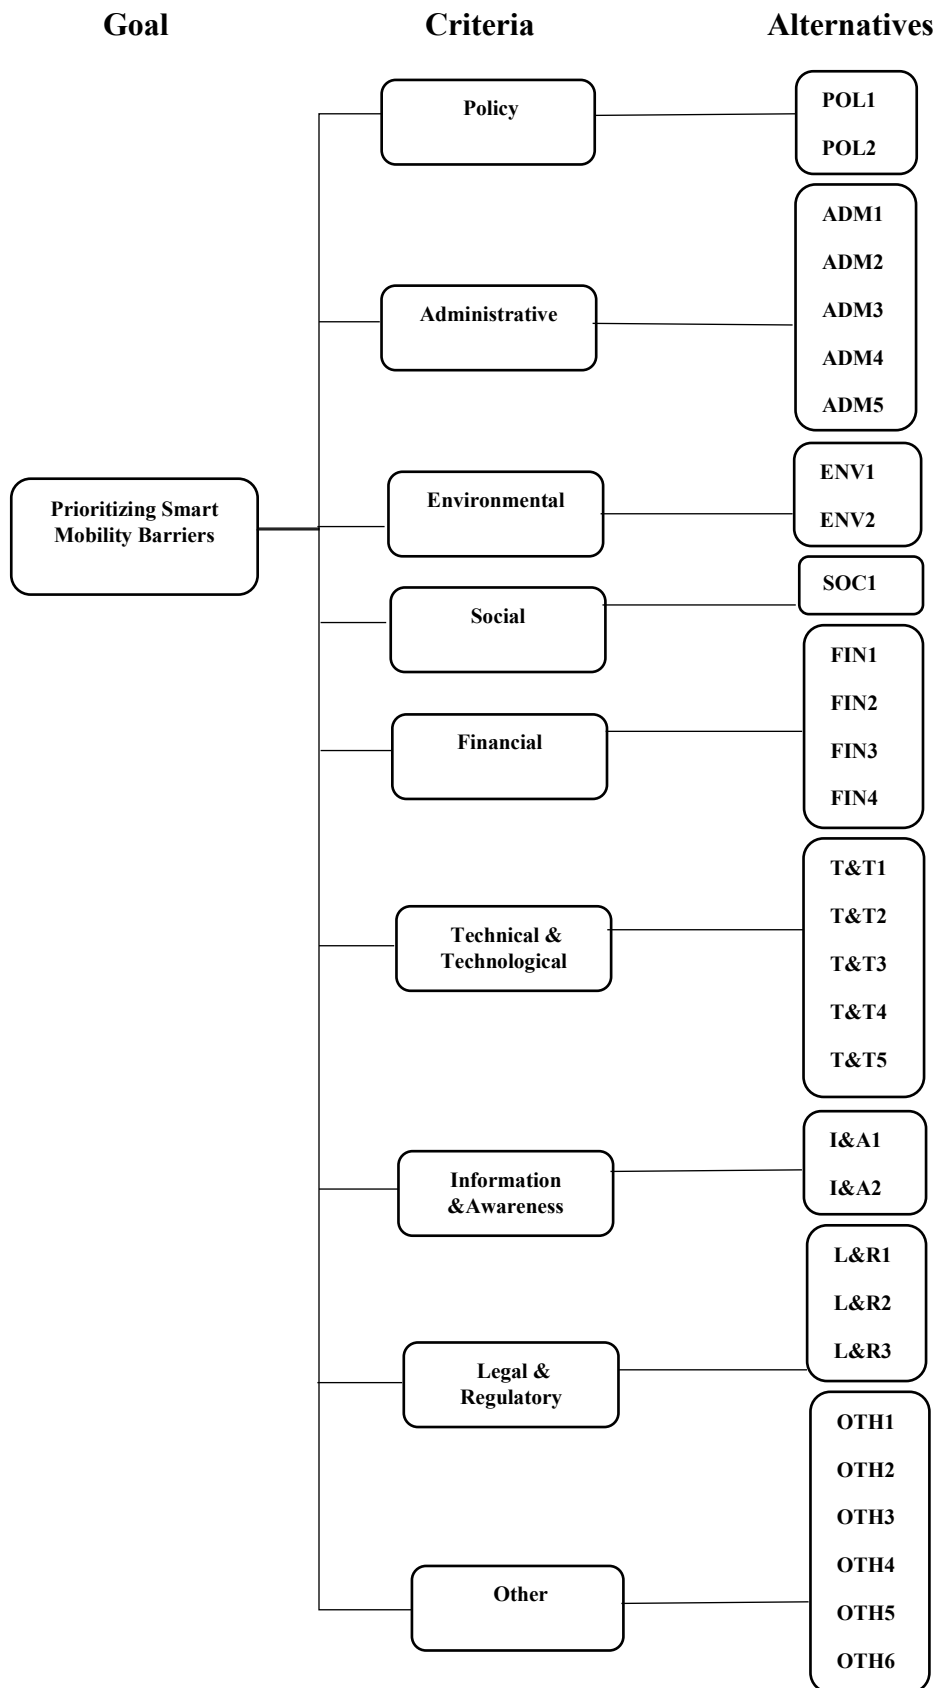 Goal
Criteria
Alternatives
Policy
POL1
POL2
Administrative
ADM1
ADM2
ADM3
ADM4
ADM5
Prioritizing Smart
Mobility Barriers
Environmental
ENV1
ENV2
Social
SOC1
Financial
FIN1
FIN2
FIN3
FIN4
Technical &
Technological
T&T1
T&T2
T&T3
T&T4
T&T5
Information
&Awareness
I&A1
I&A2
Legal &
Regulatory
L&R1
L&R2
L&R3
Other
OTH1
OTH2
OTH3
OTH4
OTH5
OTH6